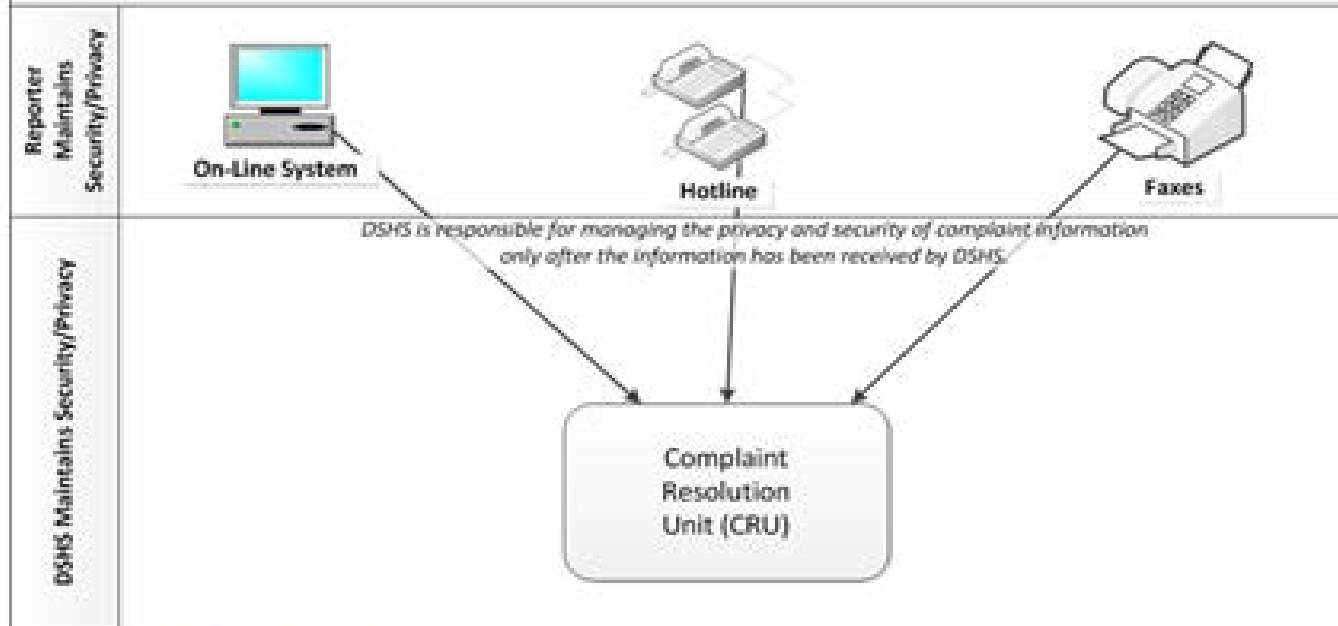 Reporter
Maintains
Security/Privacy
On-Line System
Hotline
Faxes
DSHS is responsible for managing the privacy and security of complaint information
only after the information has been received by DSHS.
DSHS Maintains Security/Privacy
Complaint
Resolution
Unit (CRU)